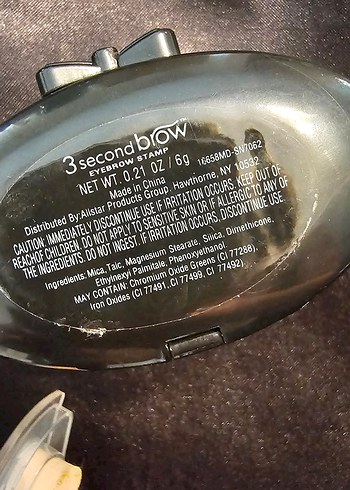 3 second brow
EYEBROW STAMP
NET WT. 0.21 OZ / 6g 16658MD-SN7062
Made in China
Distributed By:Allstar Products Group, Hawthorne, NY 10532
CAUTION: IMMEDIATELY DISCONTINUE USE IF IRRITATION OCCURS. KEEP OUT OF
REACHOF CHILDREN. DO NOT APPLY TO SENSITIVE SKIN OR IF ALLERGIC TO ANY OF
THE INGREDIENTS. DO NOT INGEST. IF IRRITATION OCCURS, DISCONTINUE USE.
Ingredients: Mica, Talc, Magnesium Stearate, Silica, Dimethicone,
Ethylnexyl Palmitate, Phenoxyethanol.
MAY CONTAIN: Chromium Oxide Greens (CI 77288)
Iron Oxides (CI 77491, CI 77499, CI 77492)